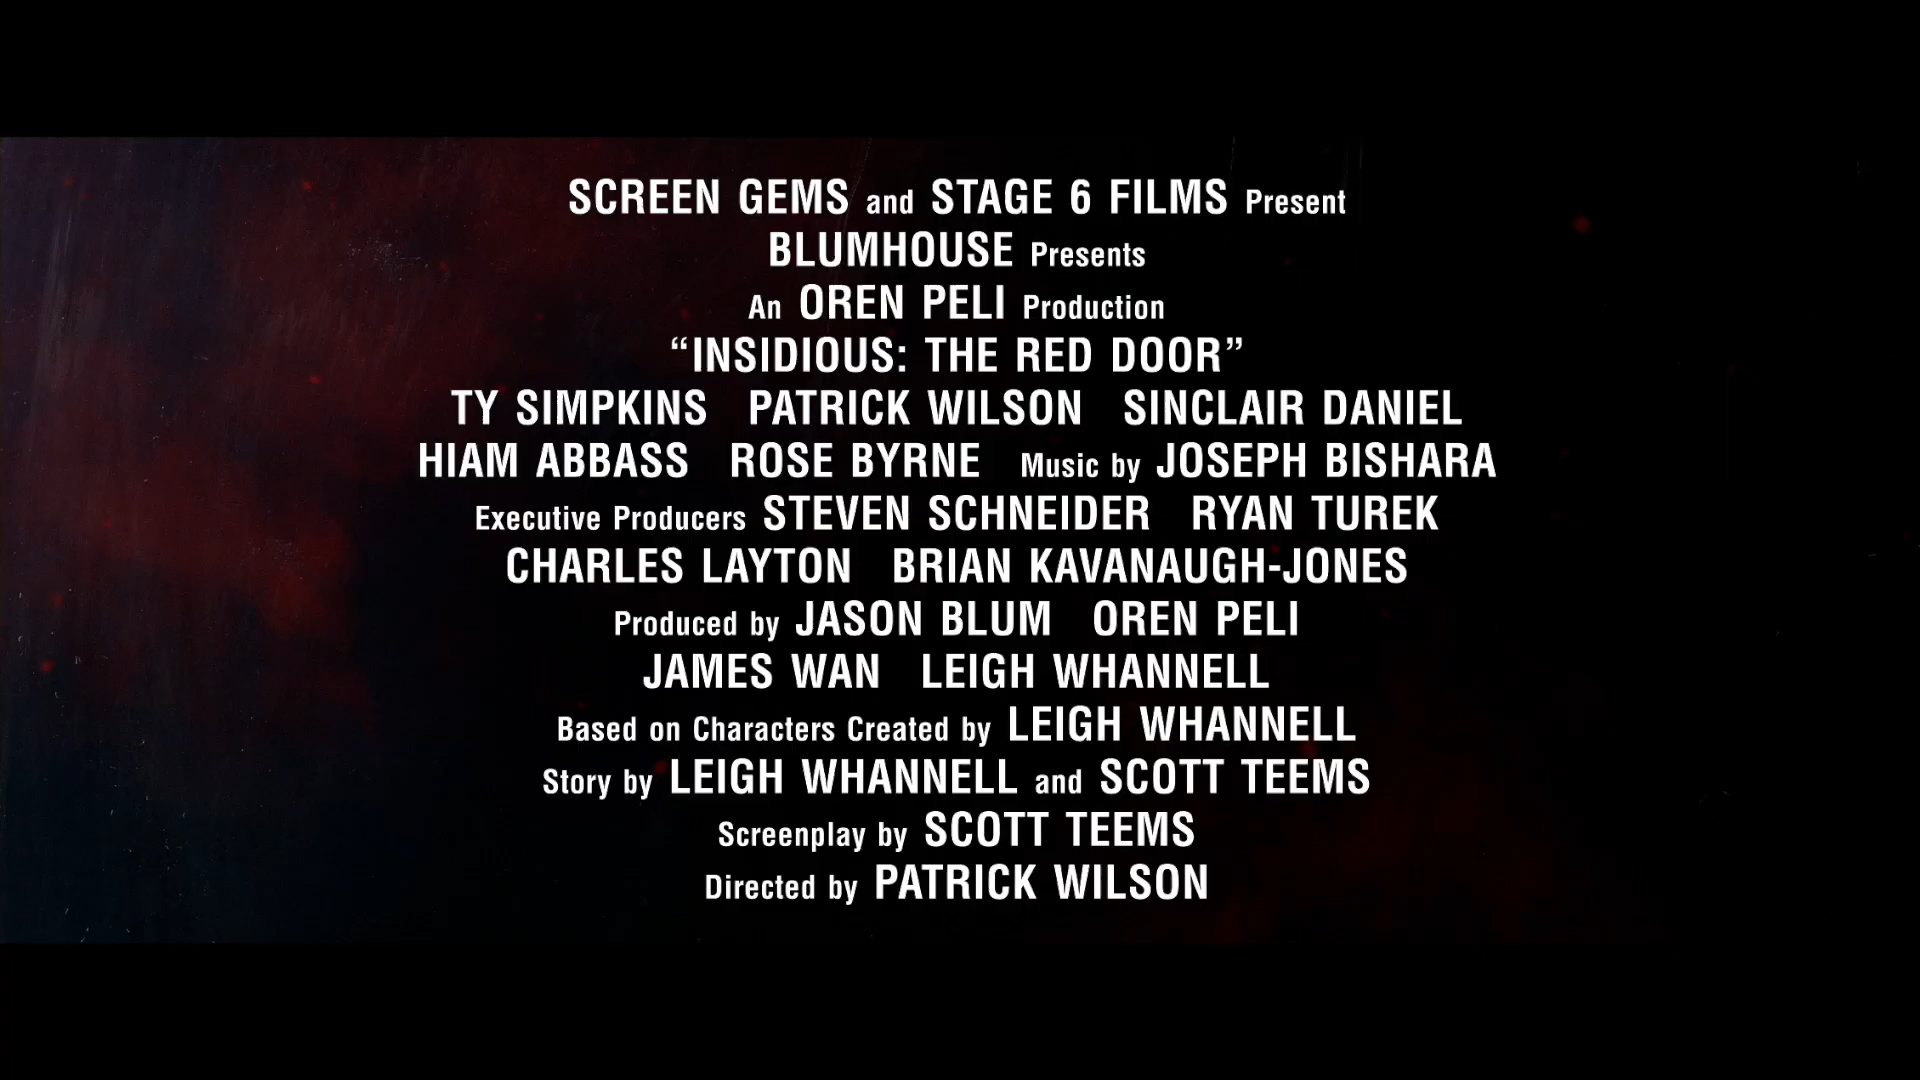 SCREEN GEMS and STAGE 6 FILMS Present
BLUMHOUSE Presents
An OREN PELI Production
“INSIDIOUS: THE RED DOOR”
TY SIMPKINS PATRICK WILSON SINCLAIR DANIEL
HIAM ABBASS ROSE BYRNE Music by JOSEPH BISHARA
Executive Producers STEVEN SCHNEIDER RYAN TUREK
CHARLES LAYTON BRIAN KAVANAUGH-JONES
Produced by JASON BLUM OREN PELI
JAMES WAN LEIGH WHANNELL
Based on Characters Created by LEIGH WHANNELL
Story by LEIGH WHANNELL and SCOTT TEEMS
Screenplay by SCOTT TEEMS
Directed by PATRICK WILSON